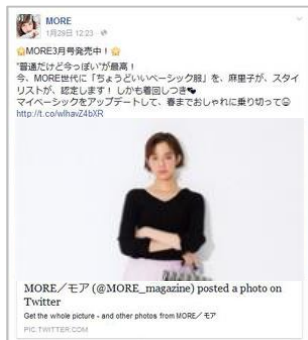 MORE
1月28日 12:23
MORE3月号発売中！
"普通だけど今っぽい"が最高！
今、MORE世代に「ちょうどいいベーシック服」を、麻里子が、スタイ
リストが、認定します！ しかも着回しつき
マイベーシックをアップデートして、春までおしゃれに乗り切って
http://t.co/wlhavZ4bXR
MORE／モア (@MORE_magazine) posted a photo on
Twitter
Get the whole picture - and other photos from MORE／モア
PIC.TWITTER.COM